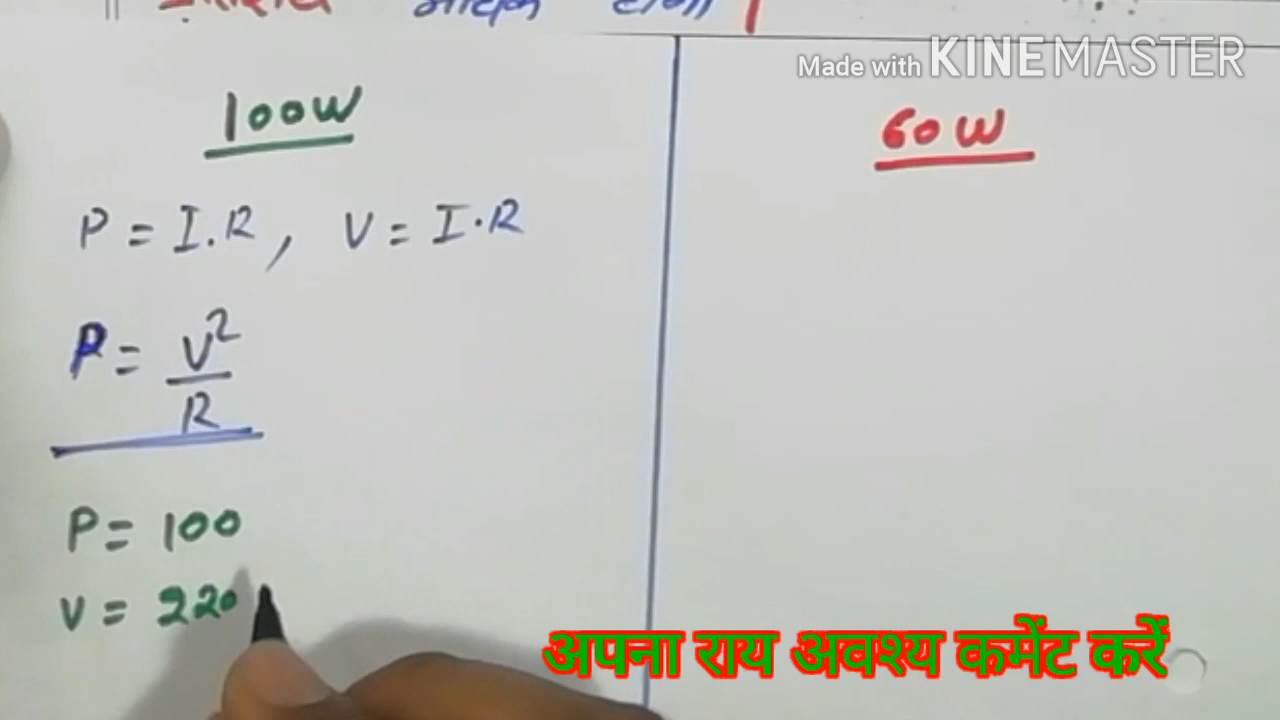 Made with KINEMASTER
100W
P = I.R, V = I.R
P = V²/R
P = 100
V = 220
60W
अपना राय अवश्य कमेंट करें